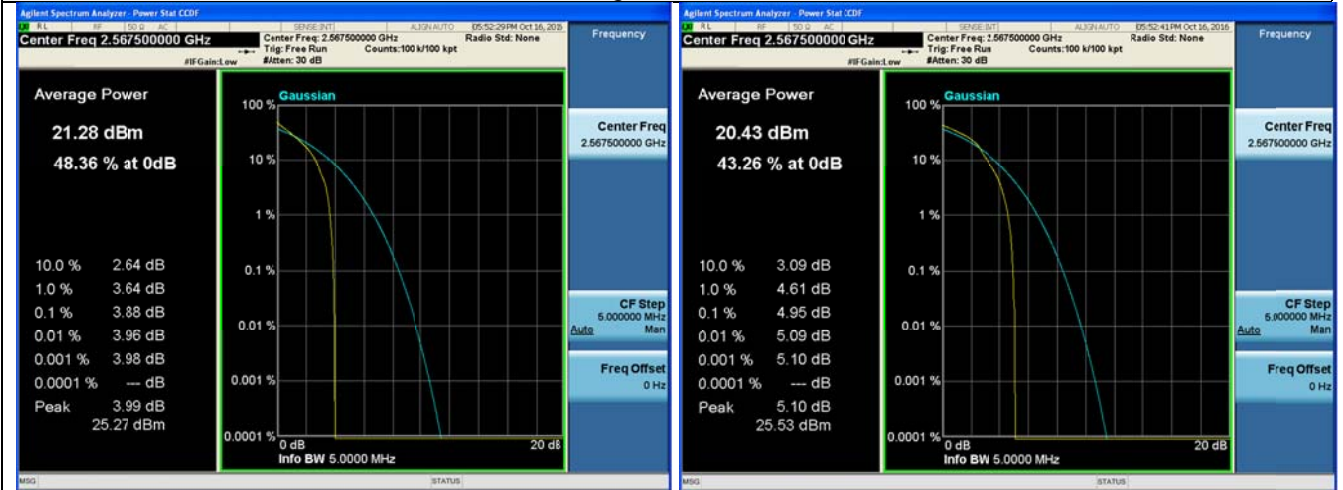 Agilent Spectrum Analyzer - Power Stat CCDF
RL RF 50 Ω AC SENSE:INT ALIGN AUTO 05:52:29 PM Oct 16, 2016
Center Freq 2.567500000 GHz
Center Freq: 2.567500000 GHz Radio Std: None
Trig: Free Run Counts:100 k/100 kpt
#IFGain:Low #Atten: 30 dB
Frequency
Average Power
21.28 dBm
48.36 % at 0dB
10.0 % 2.64 dB
1.0 % 3.64 dB
0.1 % 3.88 dB
0.01 % 3.96 dB
0.001 % 3.98 dB
0.0001 % --- dB
Peak 3.99 dB
25.27 dBm
Gaussian
100 %
10 %
1 %
0.1 %
0.01 %
0.001 %
0.0001 %
0 dB 20 dB
Info BW 5.0000 MHz
Center Freq
2.567500000 GHz
CF Step
5.000000 MHz
Auto Man
Freq Offset
0 Hz
MSG STATUS
Agilent Spectrum Analyzer - Power Stat CCDF
RL RF 50 Ω AC SENSE:INT ALIGN AUTO 05:52:41 PM Oct 16, 2016
Center Freq 2.567500000 GHz
Center Freq: 2.567500000 GHz Radio Std: None
Trig: Free Run Counts:100 k/100 kpt
#IFGain:Low #Atten: 30 dB
Frequency
Average Power
20.43 dBm
43.26 % at 0dB
10.0 % 3.09 dB
1.0 % 4.61 dB
0.1 % 4.95 dB
0.01 % 5.09 dB
0.001 % 5.10 dB
0.0001 % --- dB
Peak 5.10 dB
25.53 dBm
Gaussian
100 %
10 %
1 %
0.1 %
0.01 %
0.001 %
0.0001 %
0 dB 20 dB
Info BW 5.0000 MHz
Center Freq
2.567500000 GHz
CF Step
5.000000 MHz
Auto Man
Freq Offset
0 Hz
MSG STATUS